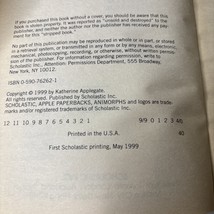 If you purchased this book without a cover, you should be aware that this
book is stolen property. It was reported as "unsold and destroyed" to the
publisher, and neither the author nor the publisher has received any
payment for this "stripped book."
No part of this publication may be reproduced in whole or in part, or stored
in a retrieval system, or transmitted in any form or by any means, electronic,
mechanical, photocopying, recording, or otherwise, without written permis-
sion of the publisher. For information regarding permission, write to
Scholastic Inc., Attention: Permissions Department, 555 Broadway,
New York, NY 10012.
ISBN 0-590-76262-1
Copyright © 1999 by Katherine Applegate.
All rights reserved. Published by Scholastic Inc.
SCHOLASTIC, APPLE PAPERBACKS, ANIMORPHS and logos are trade-
marks and/or registered trademarks of Scholastic Inc.
12 11 10 9 8 7 6 5 4 3 2 1 9/9 0 1 2 3 4/0
Printed in the U.S.A. 40
First Scholastic printing, May 1999